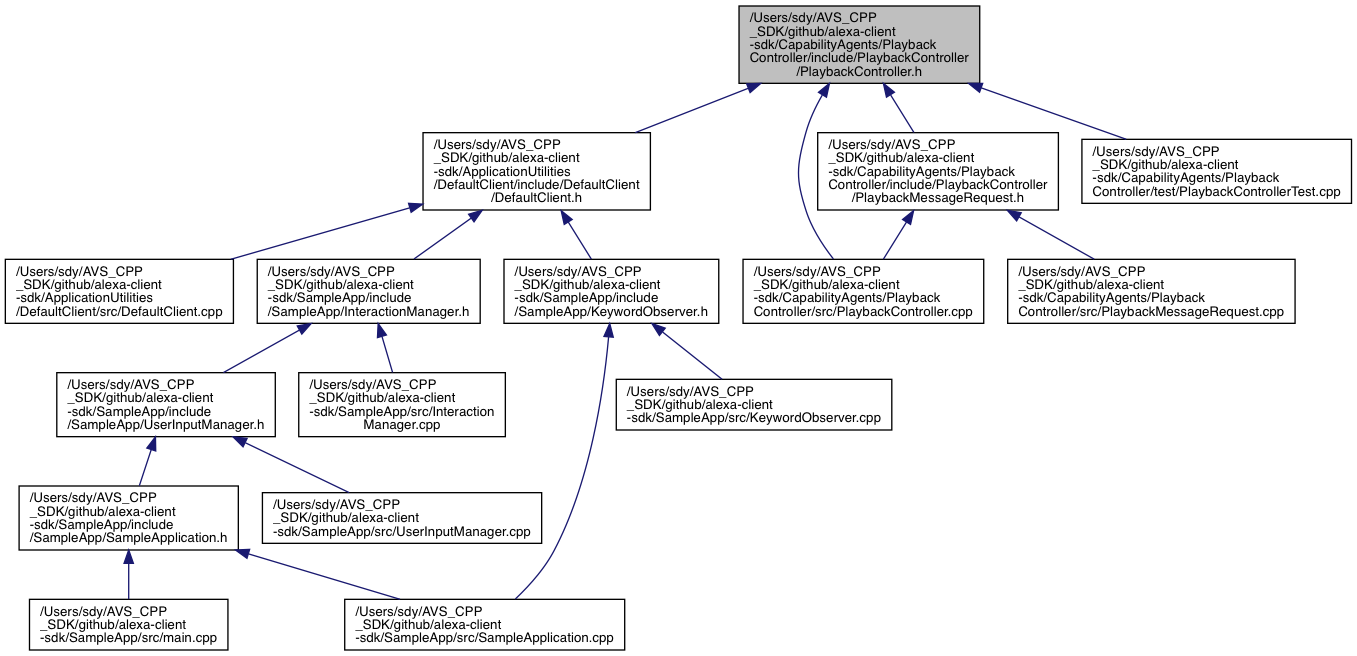 /Users/sdy/AVS_CPP
_SDK/github/alexa-client
-sdk/CapabilityAgents/Playback
Controller/include/PlaybackController
/PlaybackController.h
/Users/sdy/AVS_CPP
_SDK/github/alexa-client
-sdk/ApplicationUtilities
/DefaultClient/include/DefaultClient
/DefaultClient.h
/Users/sdy/AVS_CPP
_SDK/github/alexa-client
-sdk/CapabilityAgents/Playback
Controller/include/PlaybackController
/PlaybackMessageRequest.h
/Users/sdy/AVS_CPP
_SDK/github/alexa-client
-sdk/CapabilityAgents/Playback
Controller/test/PlaybackControllerTest.cpp
/Users/sdy/AVS_CPP
_SDK/github/alexa-client
-sdk/ApplicationUtilities
/DefaultClient/src/DefaultClient.cpp
/Users/sdy/AVS_CPP
_SDK/github/alexa-client
-sdk/SampleApp/include
/SampleApp/InteractionManager.h
/Users/sdy/AVS_CPP
_SDK/github/alexa-client
-sdk/SampleApp/include
/SampleApp/KeywordObserver.h
/Users/sdy/AVS_CPP
_SDK/github/alexa-client
-sdk/CapabilityAgents/Playback
Controller/src/PlaybackController.cpp
/Users/sdy/AVS_CPP
_SDK/github/alexa-client
-sdk/CapabilityAgents/Playback
Controller/src/PlaybackMessageRequest.cpp
/Users/sdy/AVS_CPP
_SDK/github/alexa-client
-sdk/SampleApp/include
/SampleApp/UserInputManager.h
/Users/sdy/AVS_CPP
_SDK/github/alexa-client
-sdk/SampleApp/src/Interaction
Manager.cpp
/Users/sdy/AVS_CPP
_SDK/github/alexa-client
-sdk/SampleApp/src/KeywordObserver.cpp
/Users/sdy/AVS_CPP
_SDK/github/alexa-client
-sdk/SampleApp/include
/SampleApp/SampleApplication.h
/Users/sdy/AVS_CPP
_SDK/github/alexa-client
-sdk/SampleApp/src/UserInputManager.cpp
/Users/sdy/AVS_CPP
_SDK/github/alexa-client
-sdk/SampleApp/src/main.cpp
/Users/sdy/AVS_CPP
_SDK/github/alexa-client
-sdk/SampleApp/src/SampleApplication.cpp